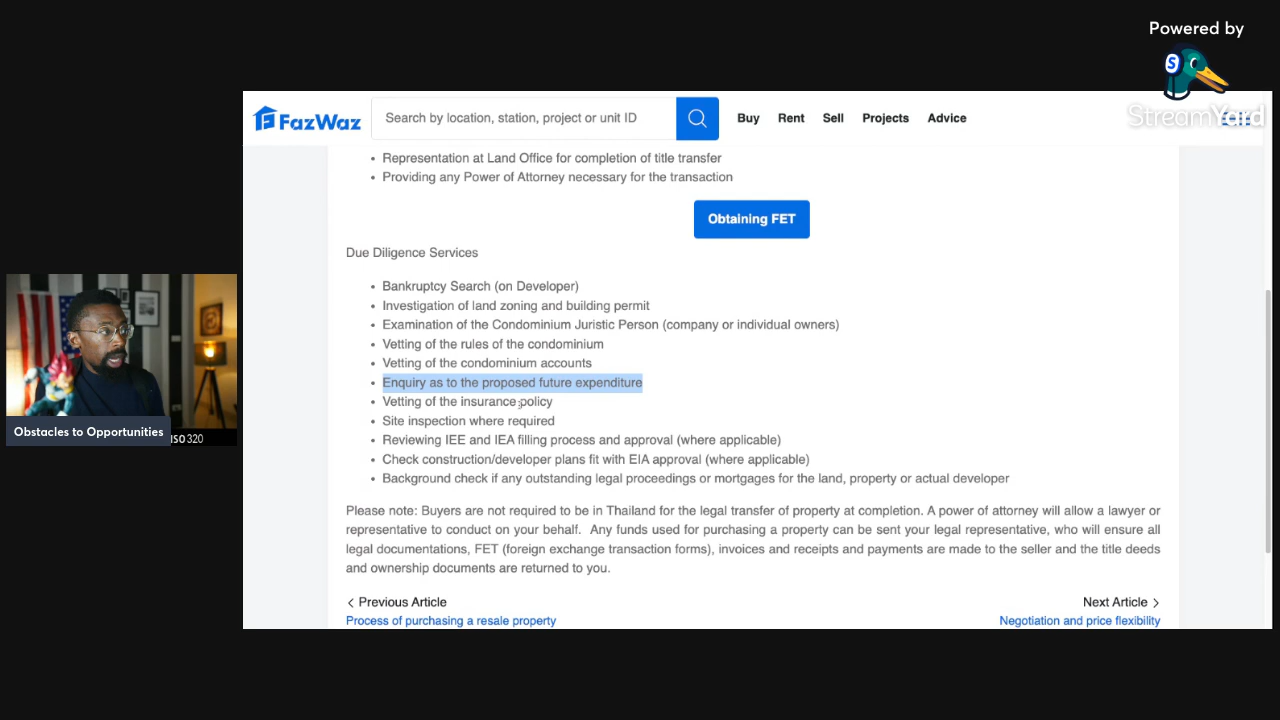 Powered by
S
StreamYard
FazWaz
Search by location, station, project or unit ID
Buy
Rent
Sell
Projects
Advice
Representation at Land Office for completion of title transfer
Providing any Power of Attorney necessary for the transaction
Obtaining FET
Due Diligence Services
Bankruptcy Search (on Developer)
Investigation of land zoning and building permit
Examination of the Condominium Juristic Person (company or individual owners)
Vetting of the rules of the condominium
Vetting of the condominium accounts
Enquiry as to the proposed future expenditure
Vetting of the insurance policy
Site inspection where required
Reviewing IEE and IEA filling process and approval (where applicable)
Check construction/developer plans fit with EIA approval (where applicable)
Background check if any outstanding legal proceedings or mortgages for the land, property or actual developer
Please note: Buyers are not required to be in Thailand for the legal transfer of property at completion. A power of attorney will allow a lawyer or
representative to conduct on your behalf. Any funds used for purchasing a property can be sent your legal representative, who will ensure all
legal documentations, FET (foreign exchange transaction forms), invoices and receipts and payments are made to the seller and the title deeds
and ownership documents are returned to you.
< Previous Article
Process of purchasing a resale property
Next Article >
Negotiation and price flexibility
Obstacles to Opportunities
ISO 320